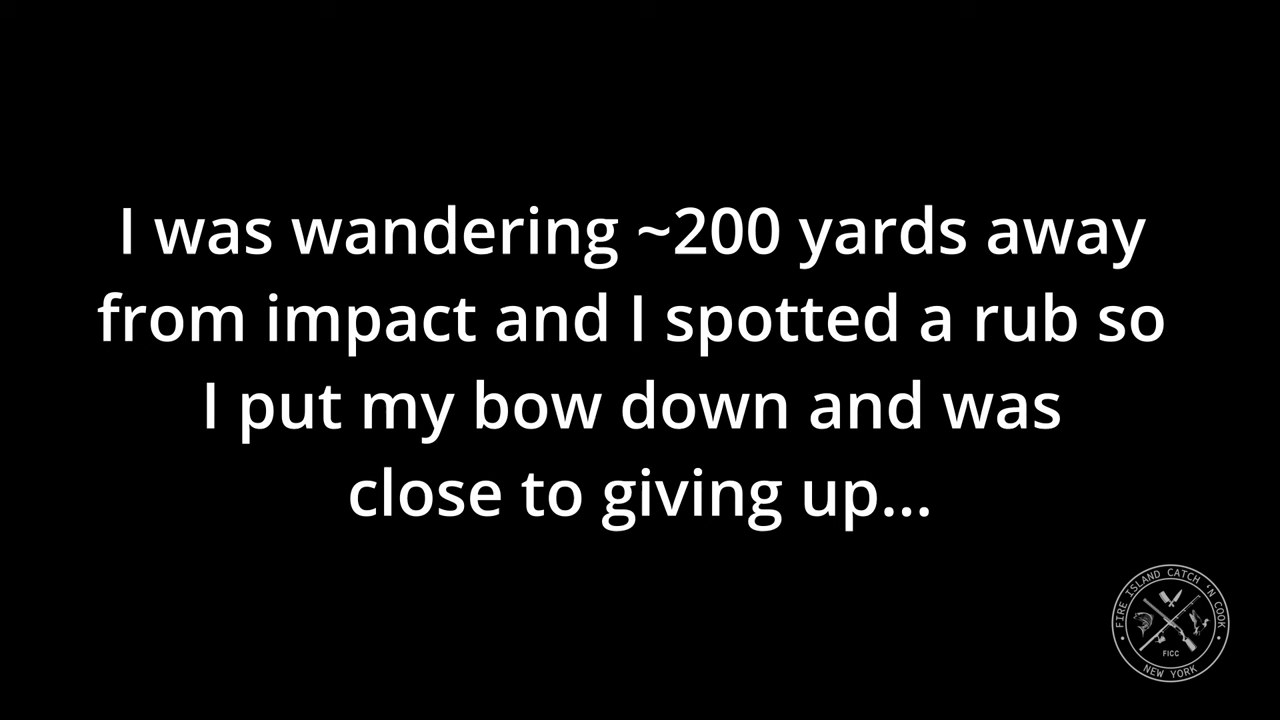 I was wandering ~200 yards away
from impact and I spotted a rub so
I put my bow down and was
close to giving up...
FIRE ISLAND CATCH 'N COOK
FICC
NEW YORK